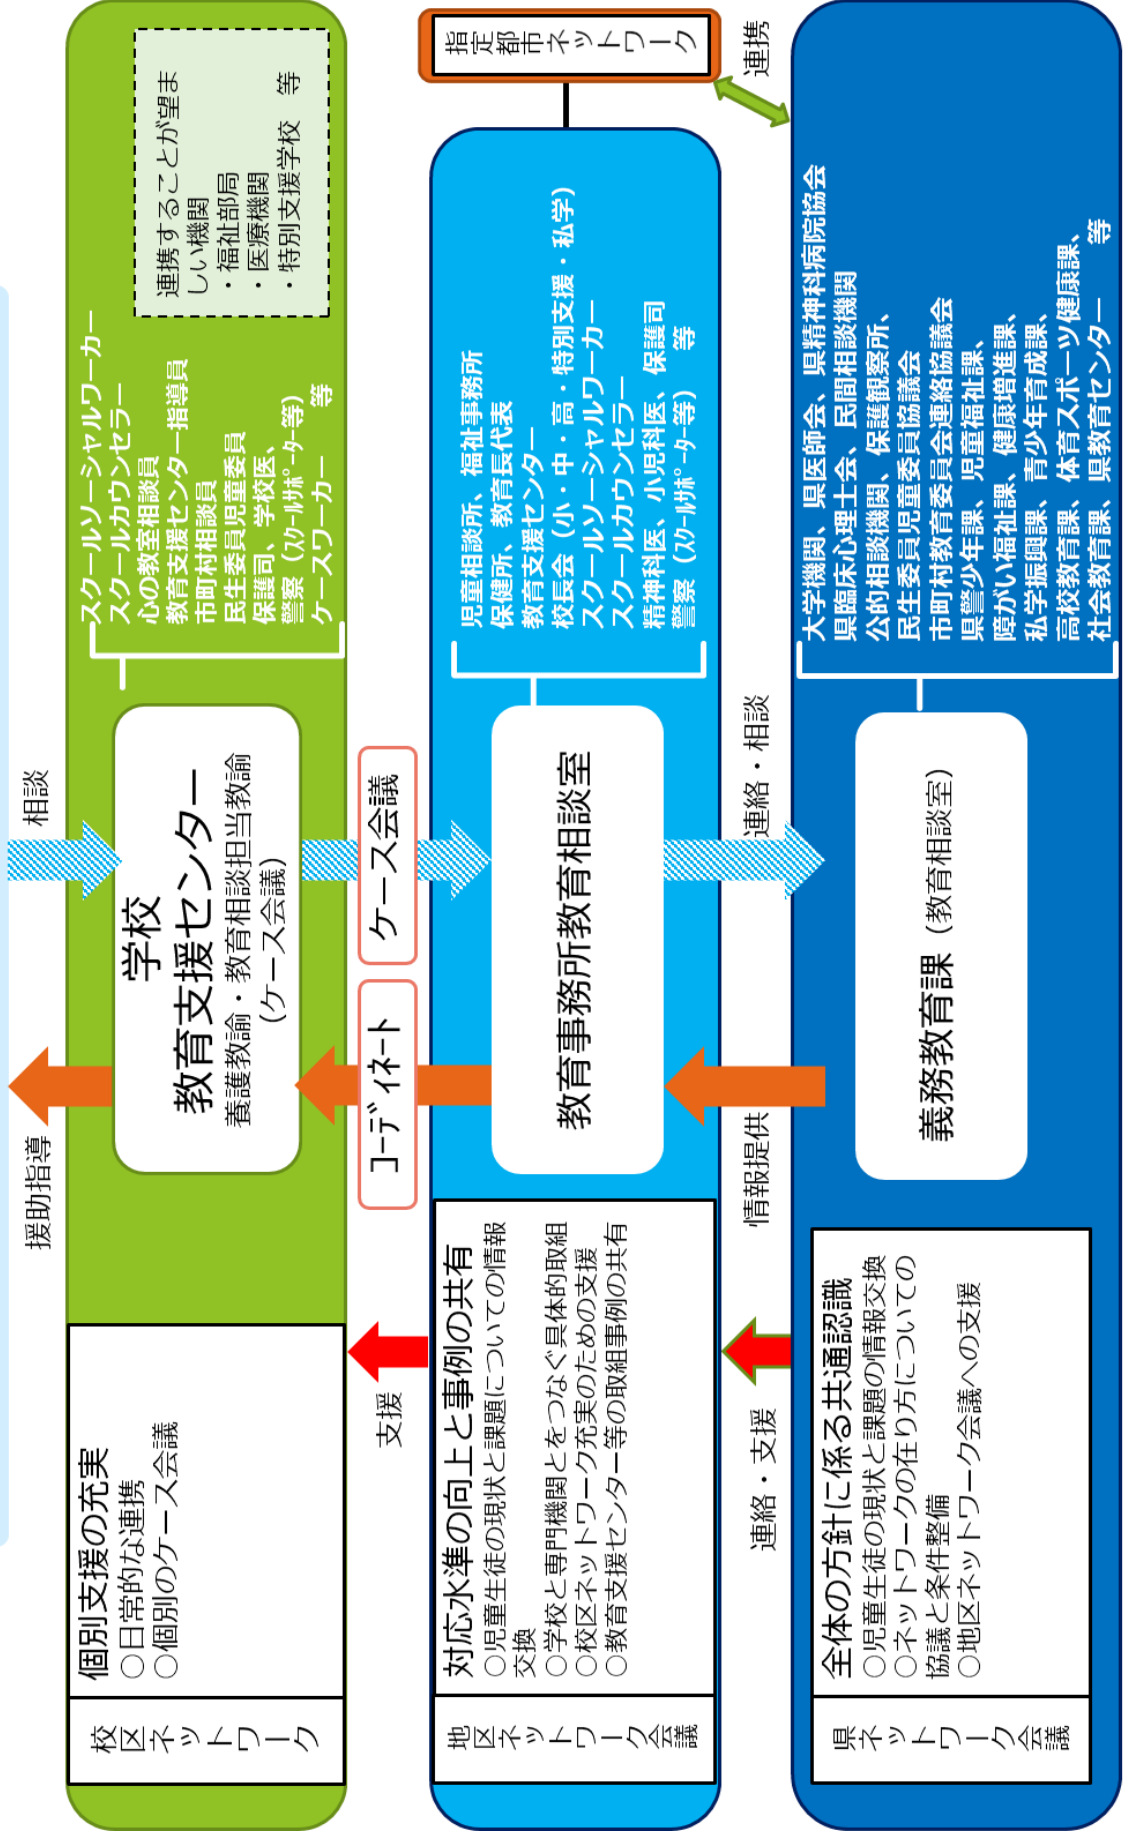 援助指導
相談
校区ネットワーク
個別支援の充実
○日常的な連携
○個別のケース会議
学校
教育支援センター
養護教諭・教育相談担当教諭
(ケース会議)
スクールソーシャルワーカー
スクールカウンセラー
心の教室相談員
教育支援センター指導員
市町村相談員
民生委員児童委員
保護司、学校医、
警察(ｽｸｰﾙｻﾎﾟｰﾀｰ等)
ケースワーカー　等
連携することが望ま
しい機関
・福祉部局
・医療機関
・特別支援学校　等
支援
ｺｰﾃﾞｨﾈｰﾄ
ケース会議
地区ネットワーク会議
対応水準の向上と事例の共有
○児童生徒の現状と課題についての情報
交換
○学校と専門機関とをつなぐ具体的取組
○校区ネットワーク充実のための支援
○教育支援センター等の取組事例の共有
教育事務所教育相談室
児童相談所、福祉事務所
保健所、教育長代表
教育支援センター
校長会(小・中・高・特別支援・私学)
スクールソーシャルワーカー
スクールカウンセラー
精神科医、小児科医、保護司
警察(ｽｸｰﾙｻﾎﾟｰﾀｰ等)　等
指定都市ネットワーク
連絡・支援
情報提供
連絡・相談
連携
県ネットワーク会議
全体の方針に係る共通認識
○児童生徒の現状と課題の情報交換
○ネットワークの在り方についての
協議と条件整備
○地区ネットワーク会議への支援
義務教育課(教育相談室)
大学機関、県医師会、県精神科病院協会
県臨床心理士会、民間相談機関
公的相談機関、保護観察所、
民生委員児童委員協議会
市町村教育委員会連絡協議会
県警少年課、児童福祉課、
障がい福祉課、健康増進課、
私学振興課、青少年育成課、
高校教育課、体育スポーツ健康課、
社会教育課、県教育センター　等